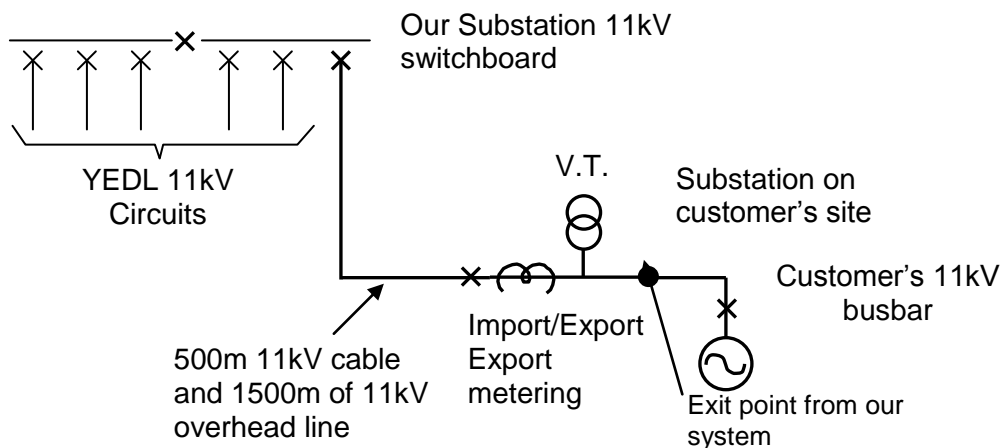 Our Substation 11kV
switchboard
YEDL 11kV
Circuits
V.T.
Substation on
customer’s site
Customer’s 11kV
busbar
Import/Export
Export
metering
500m 11kV cable
and 1500m of 11kV
overhead line
Exit point from our
system